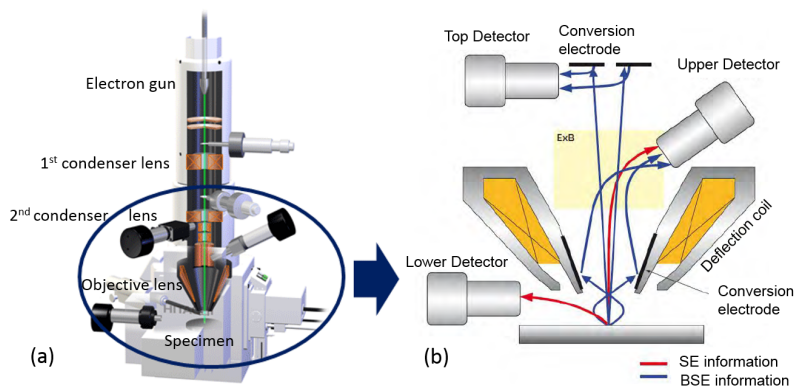 Electron gun
1st condenser lens
2nd condenser lens
Objective lens
Specimen
(a)
Top Detector
Conversion
electrode
Upper Detector
ExB
Deflection coil
Lower Detector
Conversion
electrode
(b)
SE information
BSE information